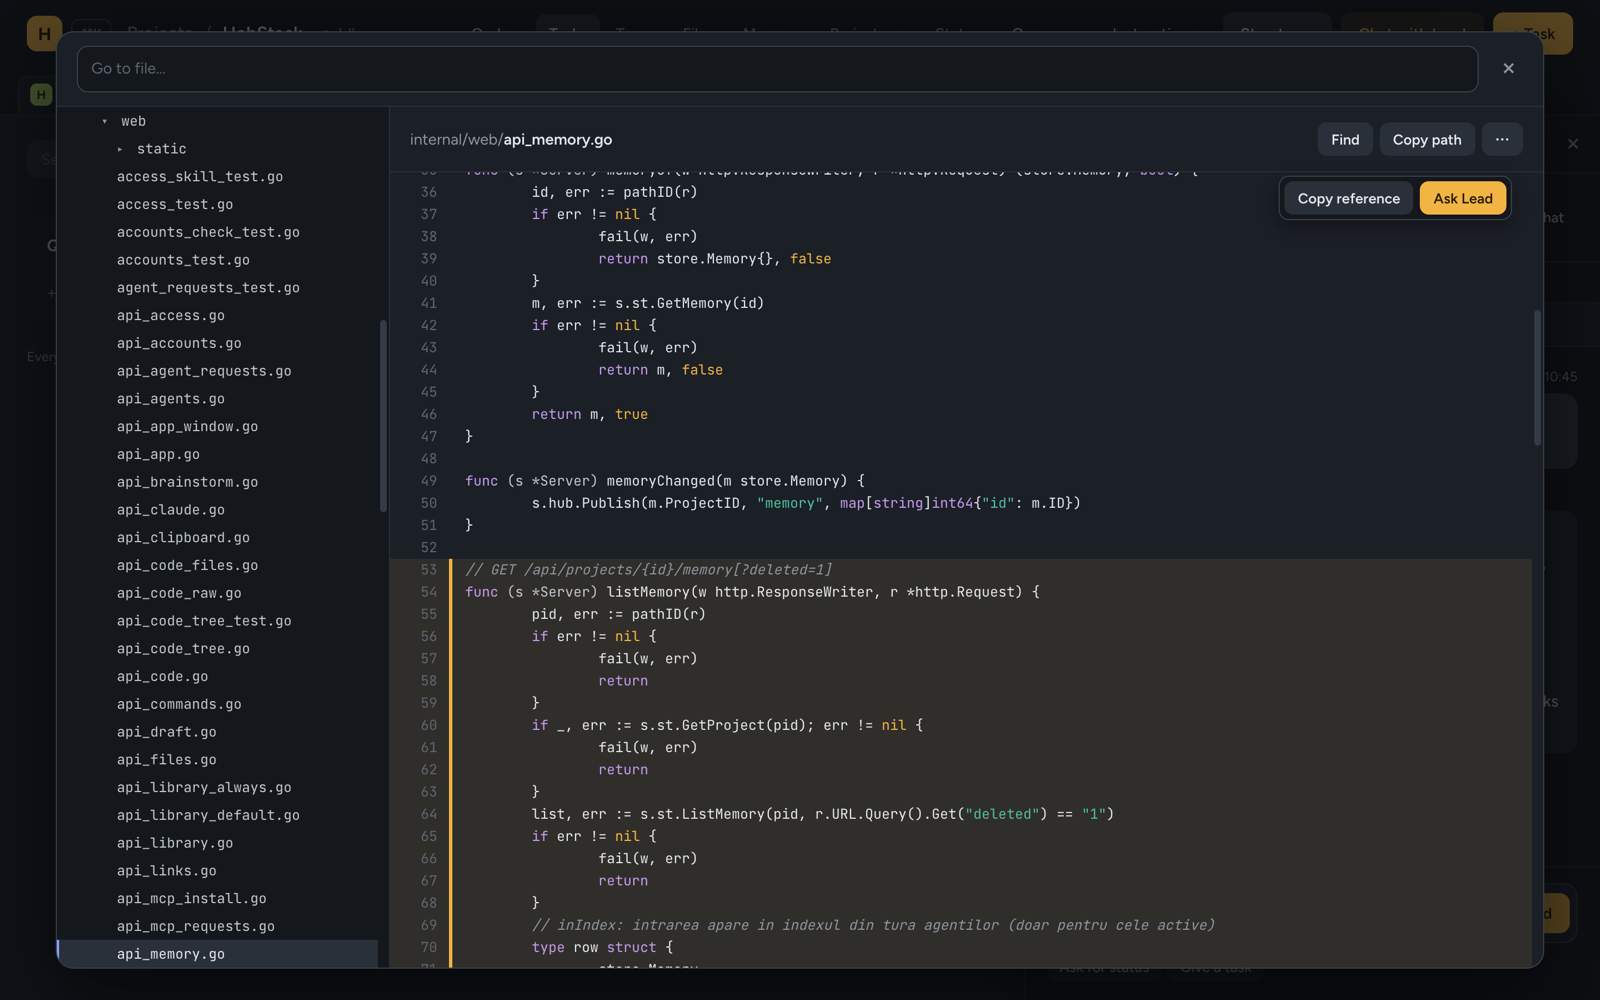 H
Projects / HubStack
Task
Go to file...
×
H
web
static
access_skill_test.go
access_test.go
accounts_check_test.go
accounts_test.go
agent_requests_test.go
api_access.go
api_accounts.go
api_agent_requests.go
api_agents.go
api_app_window.go
api_app.go
api_brainstorm.go
api_claude.go
api_clipboard.go
api_code_files.go
api_code_raw.go
api_code_tree_test.go
api_code_tree.go
api_code.go
api_commands.go
api_draft.go
api_files.go
api_library_always.go
api_library_default.go
api_library.go
api_links.go
api_mcp_install.go
api_mcp_requests.go
api_memory.go
internal/web/api_memory.go
Find
Copy path
...
Copy reference
Ask Lead
36 id, err := pathID(r)
37 if err != nil {
38 fail(w, err)
39 return store.Memory{}, false
40 }
41 m, err := s.st.GetMemory(id)
42 if err != nil {
43 fail(w, err)
44 return m, false
45 }
46 return m, true
47 }
48
49 func (s *Server) memoryChanged(m store.Memory) {
50 s.hub.Publish(m.ProjectID, "memory", map[string]int64{"id": m.ID})
51 }
52
53 // GET /api/projects/{id}/memory[?deleted=1]
54 func (s *Server) listMemory(w http.ResponseWriter, r *http.Request) {
55 pid, err := pathID(r)
56 if err != nil {
57 fail(w, err)
58 return
59 }
60 if _, err := s.st.GetProject(pid); err != nil {
61 fail(w, err)
62 return
63 }
64 list, err := s.st.ListMemory(pid, r.URL.Query().Get("deleted") == "1")
65 if err != nil {
66 fail(w, err)
67 return
68 }
69 // inIndex: intrarea apare in indexul din tura agentilor (doar pentru cele active)
70 type row struct {
10:45
Ask for status
Give a task